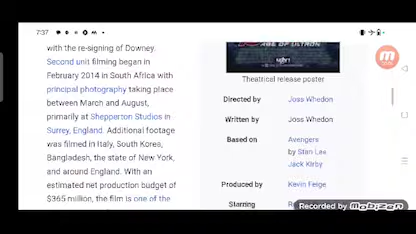 7:37
with the re-signing of Downey.
Second unit filming began in
February 2014 in South Africa with
principal photography taking place
between March and August,
primarily at Shepperton Studios in
Surrey, England. Additional footage
was filmed in Italy, South Korea,
Bangladesh, the state of New York,
and around England. With an
estimated net production budget of
$365 million, the film is one of the
AGE OF ULTRON
Theatrical release poster
Directed by Joss Whedon
Written by Joss Whedon
Based on Avengers
by Stan Lee
Jack Kirby
Produced by Kevin Feige
Starring
Recorded by Mobizen